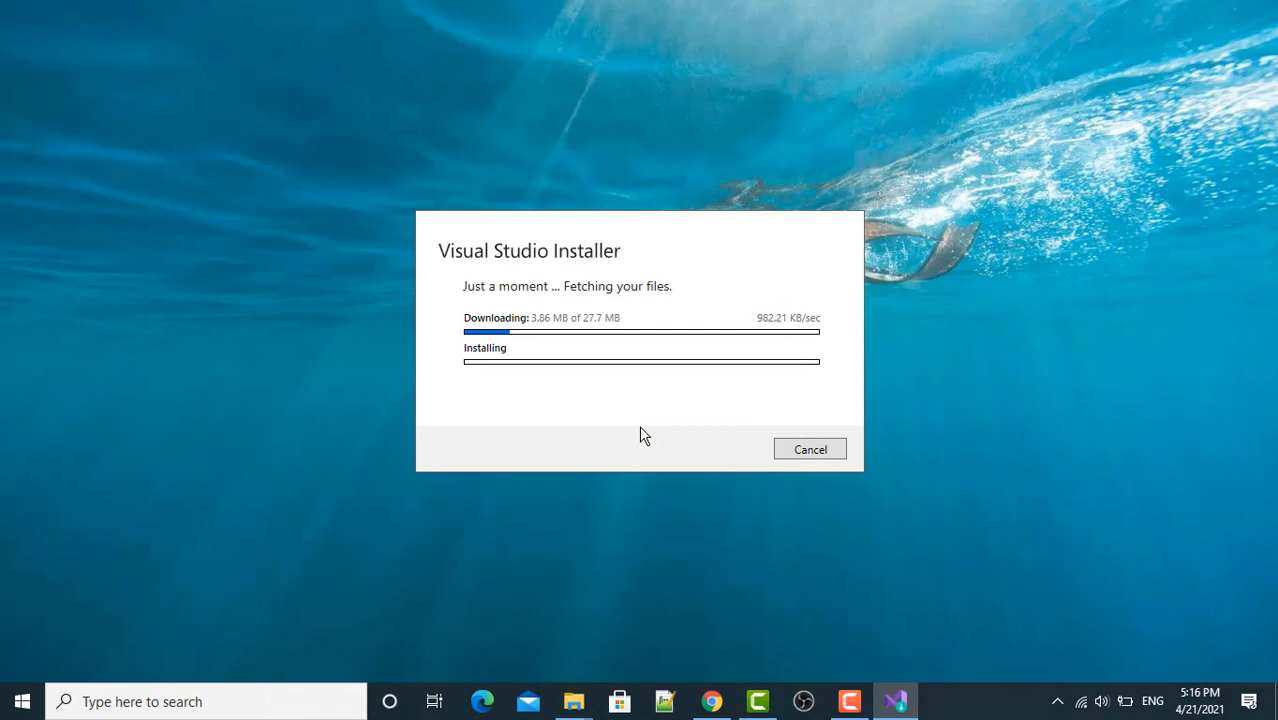 Visual Studio Installer
Just a moment ... Fetching your files.
Downloading: 3.86 MB of 27.7 MB 982.21 KB/sec
Installing
Cancel
Type here to search
ENG
5:16 PM
4/21/2021